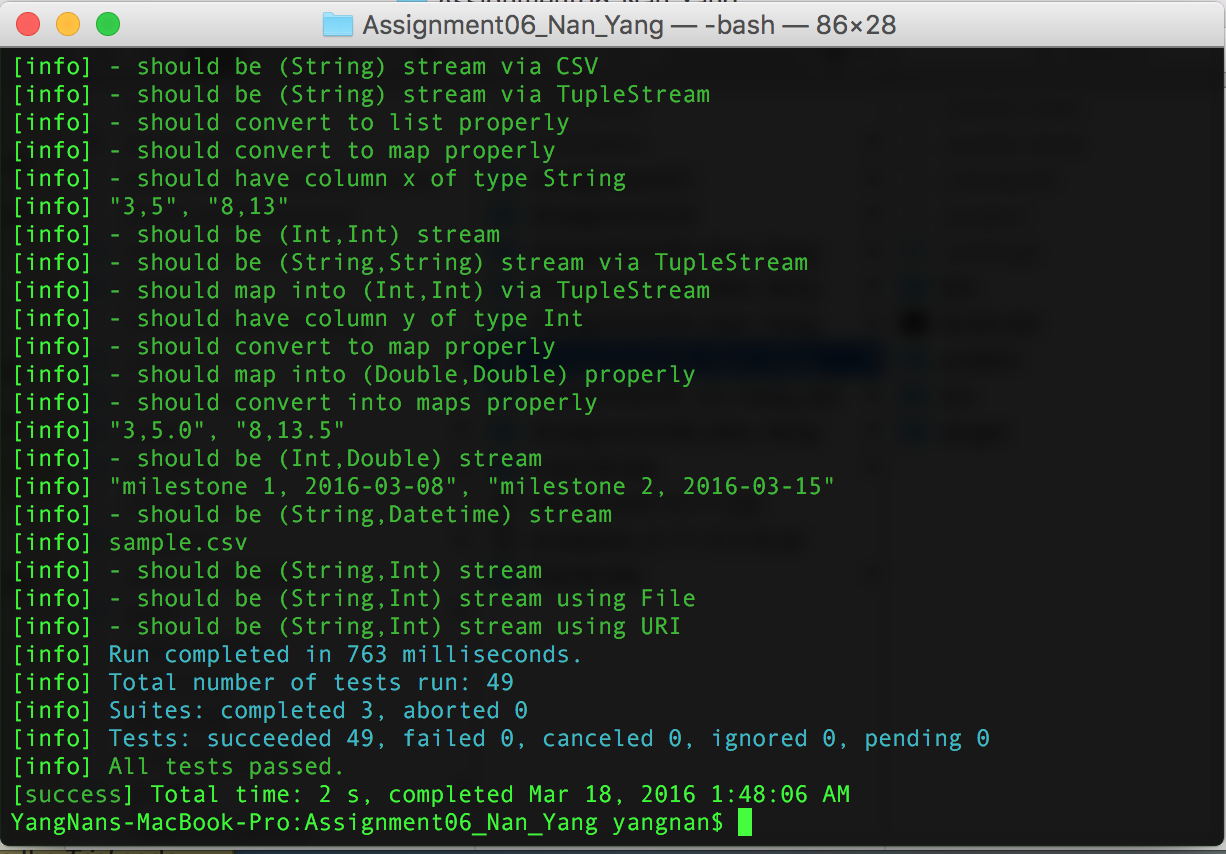 Assignment06_Nan_Yang — -bash — 86×28
[info] - should be (String) stream via CSV
[info] - should be (String) stream via TupleStream
[info] - should convert to list properly
[info] - should convert to map properly
[info] - should have column x of type String
[info] "3,5", "8,13"
[info] - should be (Int,Int) stream
[info] - should be (String,String) stream via TupleStream
[info] - should map into (Int,Int) via TupleStream
[info] - should have column y of type Int
[info] - should convert to map properly
[info] - should map into (Double,Double) properly
[info] - should convert into maps properly
[info] "3,5.0", "8,13.5"
[info] - should be (Int,Double) stream
[info] "milestone 1, 2016-03-08", "milestone 2, 2016-03-15"
[info] - should be (String,Datetime) stream
[info] sample.csv
[info] - should be (String,Int) stream
[info] - should be (String,Int) stream using File
[info] - should be (String,Int) stream using URI
[info] Run completed in 763 milliseconds.
[info] Total number of tests run: 49
[info] Suites: completed 3, aborted 0
[info] Tests: succeeded 49, failed 0, canceled 0, ignored 0, pending 0
[info] All tests passed.
[success] Total time: 2 s, completed Mar 18, 2016 1:48:06 AM
YangNans-MacBook-Pro:Assignment06_Nan_Yang yangnan$